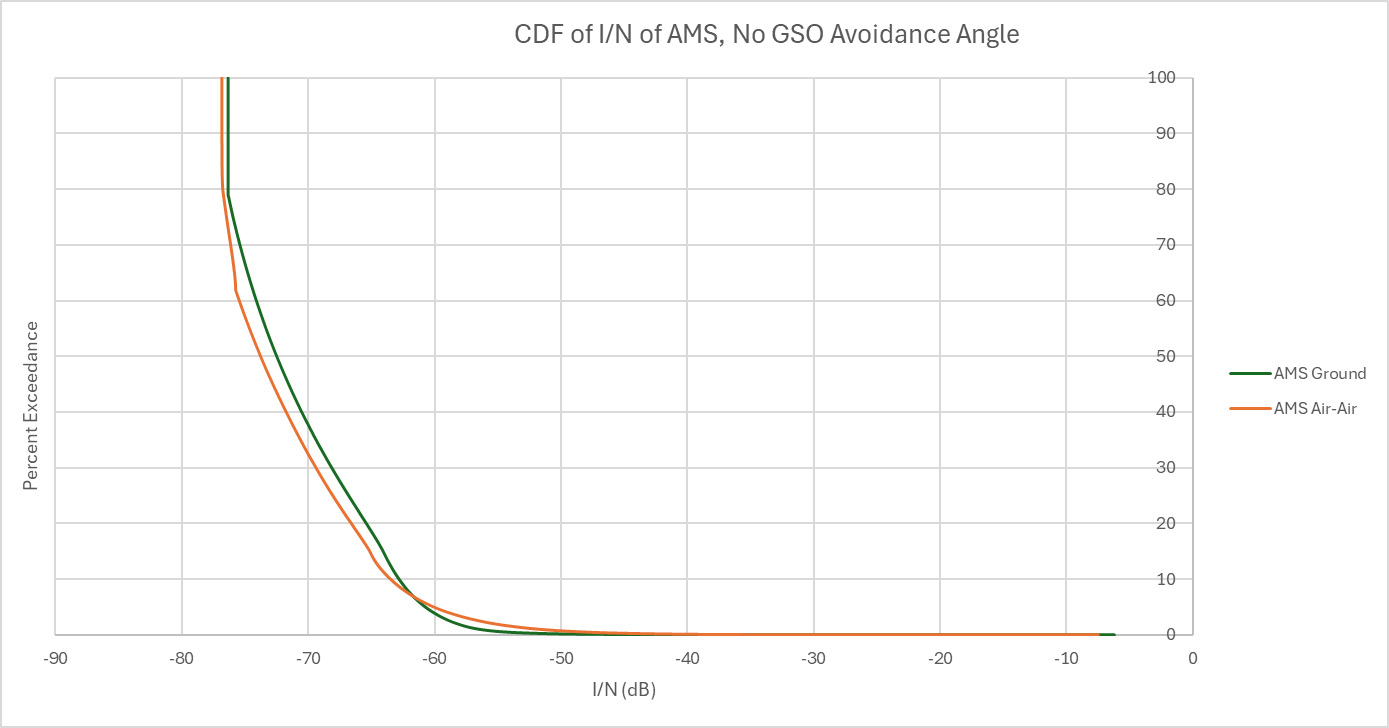 CDF of I/N of AMS, No GSO Avoidance Angle
100
90
80
70
60
50
40
30
20
10
0
Percent Exceedance
AMS Ground
AMS Air-Air
-90 -80 -70 -60 -50 -40 -30 -20 -10 0
I/N (dB)